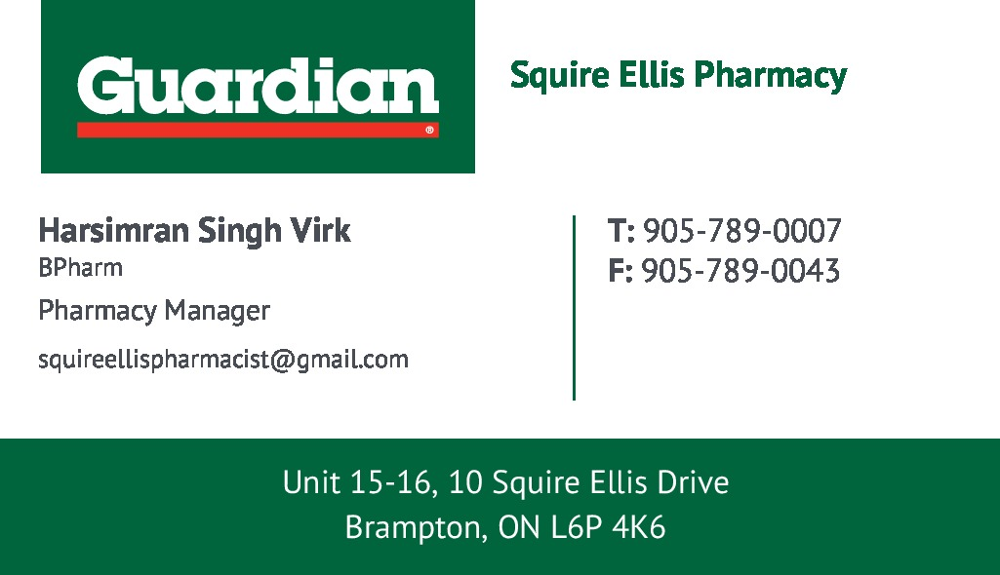 Guardian®
Squire Ellis Pharmacy
Harsimran Singh Virk
BPharm
Pharmacy Manager
squireellispharmacist@gmail.com
T: 905-789-0007
F: 905-789-0043
Unit 15-16, 10 Squire Ellis Drive
Brampton, ON L6P 4K6